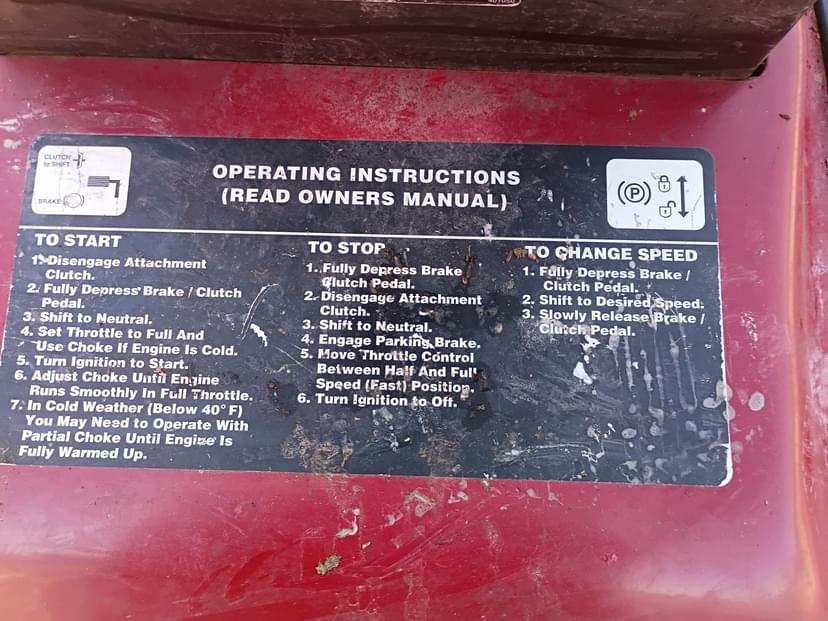 CLUTCH
to SHIFT
BRAKE
OPERATING INSTRUCTIONS
(READ OWNERS MANUAL)
(P)
TO START
1. Disengage Attachment
Clutch.
2. Fully Depress Brake / Clutch
Pedal.
3. Shift to Neutral.
4. Set Throttle to Full And
Use Choke If Engine Is Cold.
5. Turn Ignition to Start.
6. Adjust Choke Until Engine
Runs Smoothly In Full Throttle.
7. In Cold Weather (Below 40° F)
You May Need to Operate With
Partial Choke Until Engine Is
Fully Warmed Up.
TO STOP
1. Fully Depress Brake
Clutch Pedal.
2. Disengage Attachment
Clutch.
3. Shift to Neutral.
4. Engage Parking Brake.
5. Move Throttle Control
Between Half And Full
Speed (Fast) Position.
6. Turn Ignition to Off.
TO CHANGE SPEED
1. Fully Depress Brake /
Clutch Pedal.
2. Shift to Desired Speed.
3. Slowly Release Brake /
Clutch Pedal.